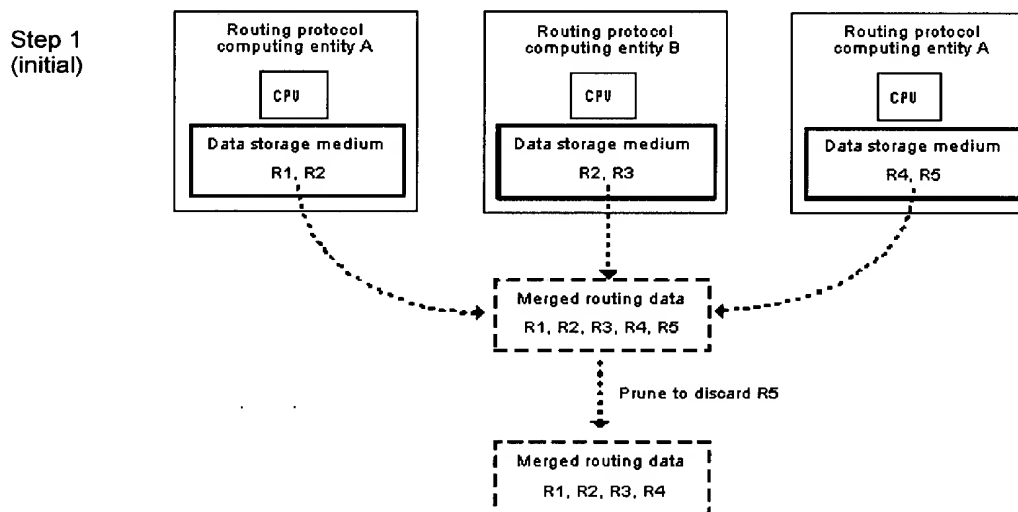 Step 1
(initial)
Routing protocol
computing entity A
CPU
Data storage medium
R1, R2
Routing protocol
computing entity B
CPU
Data storage medium
R2, R3
Routing protocol
computing entity A
CPU
Data storage medium
R4, R5
Merged routing data
R1, R2, R3, R4, R5
Prune to discard R5
Merged routing data
R1, R2, R3, R4